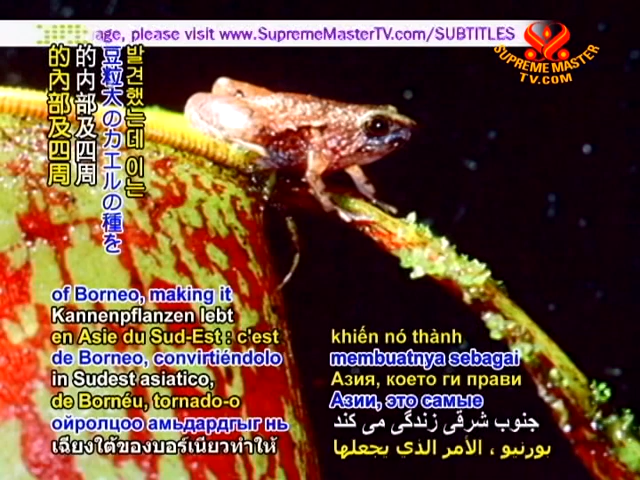 age, please visit www.SupremeMasterTV.com/SUBTITLES
SUPREME MASTER
TV.COM
발견했는데 이는
豆粒大のカエルの種を
的内部及四周
的內部及四周
of Borneo, making it
Kannenpflanzen lebt
en Asie du Sud-Est : c'est
de Borneo, convirtiéndolo
in Sudest asiatico,
de Bornéu, tornado-o
ойролцоо амьдардгыг нь
เฉียงใต้ของบอร์เนียวทำให้
khiến nó thành
membuatnya sebagai
Азия, което ги прави
Азии, это самые
جنوب شرقی زندگی می کند
بورنيو ، الأمر الذي يجعلها